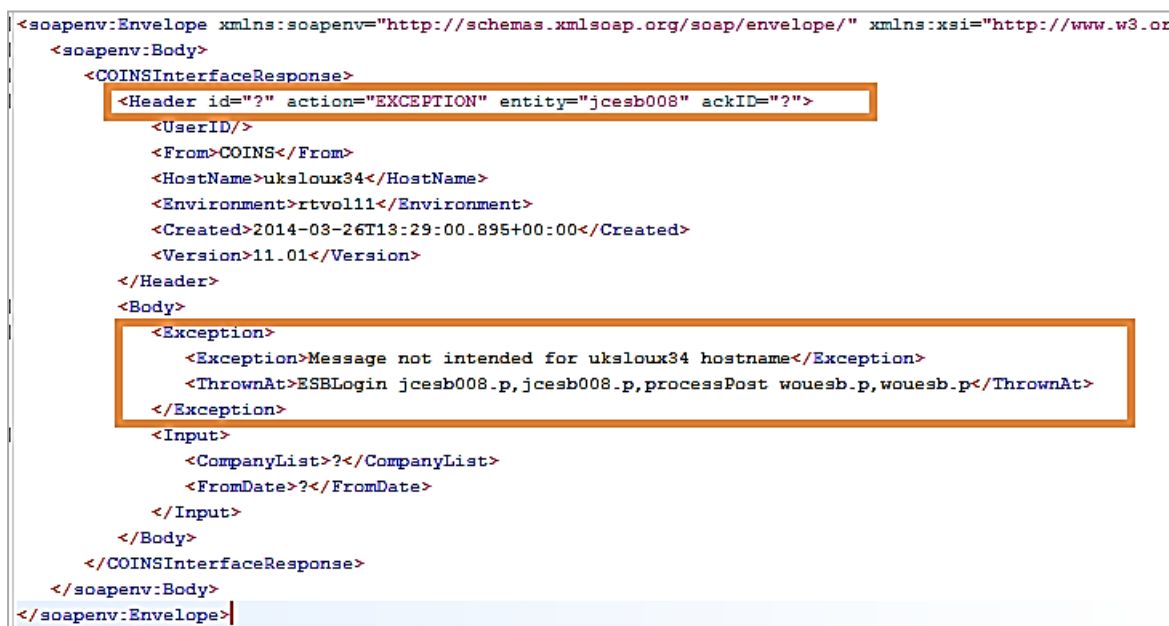 <soapenv:Envelope xmlns:soapenv="http://schemas.xmlsoap.org/soap/envelope/" xmlns:xsi="http://www.w3.or
<soapenv:Body>
<COINSInterfaceResponse>
<Header id="?" action="EXCEPTION" entity="jcesb008" ackID="?">
<UserID/>
<From>COINS</From>
<HostName>uksloux34</HostName>
<Environment>rtvol11</Environment>
<Created>2014-03-26T13:29:00.895+00:00</Created>
<Version>11.01</Version>
</Header>
<Body>
<Exception>
<Exception>Message not intended for uksloux34 hostname</Exception>
<ThrownAt>ESBLogin jcesb008.p,jcesb008.p,processPost wouesb.p,wouesb.p</ThrownAt>
</Exception>
<Input>
<CompanyList>?</CompanyList>
<FromDate>?</FromDate>
</Input>
</Body>
</COINSInterfaceResponse>
</soapenv:Body>
</soapenv:Envelope>